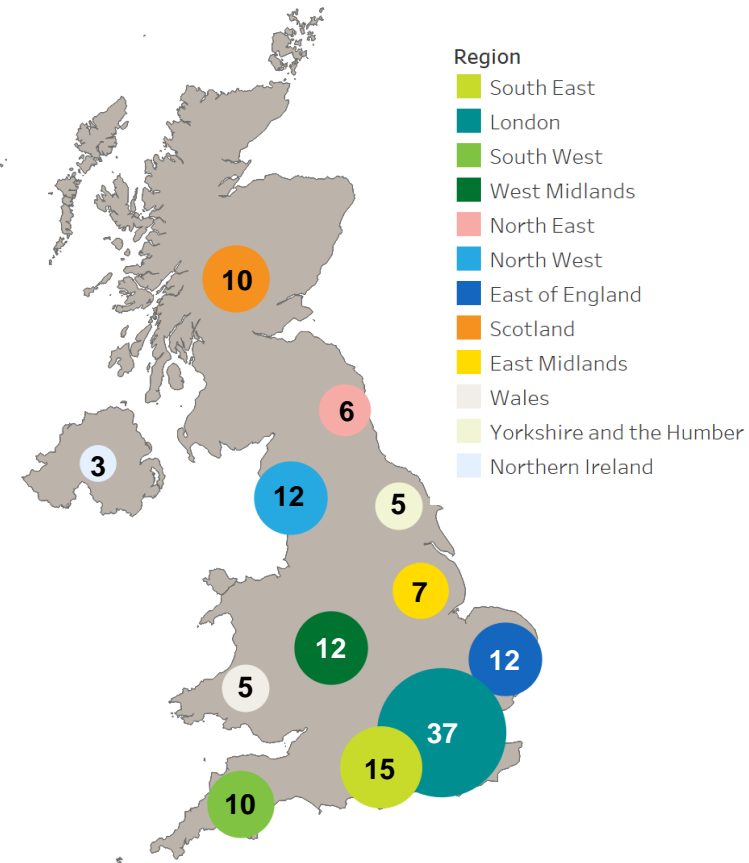 Region
South East
London
South West
West Midlands
North East
North West
East of England
Scotland
East Midlands
Wales
Yorkshire and the Humber
Northern Ireland
10
6
3
12
5
7
12
12
5
37
15
10